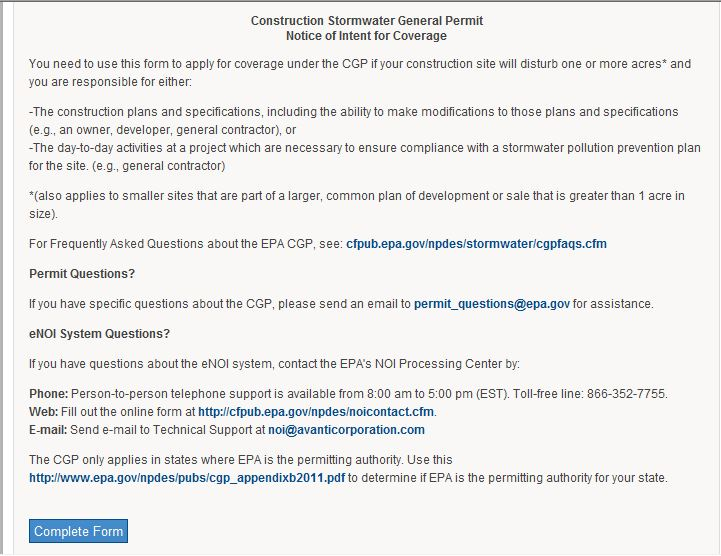 Construction Stormwater General Permit
Notice of Intent for Coverage
You need to use this form to apply for coverage under the CGP if your construction site will disturb one or more acres* and
you are responsible for either:
-The construction plans and specifications, including the ability to make modifications to those plans and specifications
(e.g., an owner, developer, general contractor), or
-The day-to-day activities at a project which are necessary to ensure compliance with a stormwater pollution prevention plan
for the site. (e.g., general contractor)
*(also applies to smaller sites that are part of a larger, common plan of development or sale that is greater than 1 acre in
size).
For Frequently Asked Questions about the EPA CGP, see: cfpub.epa.gov/npdes/stormwater/cgpfaqs.cfm
Permit Questions?
If you have specific questions about the CGP, please send an email to permit_questions@epa.gov for assistance.
eNOI System Questions?
If you have questions about the eNOI system, contact the EPA's NOI Processing Center by:
Phone: Person-to-person telephone support is available from 8:00 am to 5:00 pm (EST). Toll-free line: 866-352-7755.
Web: Fill out the online form at http://cfpub.epa.gov/npdes/noicontact.cfm.
E-mail: Send e-mail to Technical Support at noi@avanticorporation.com
The CGP only applies in states where EPA is the permitting authority. Use this
http://www.epa.gov/npdes/pubs/cgp_appendixb2011.pdf to determine if EPA is the permitting authority for your state.
Complete Form